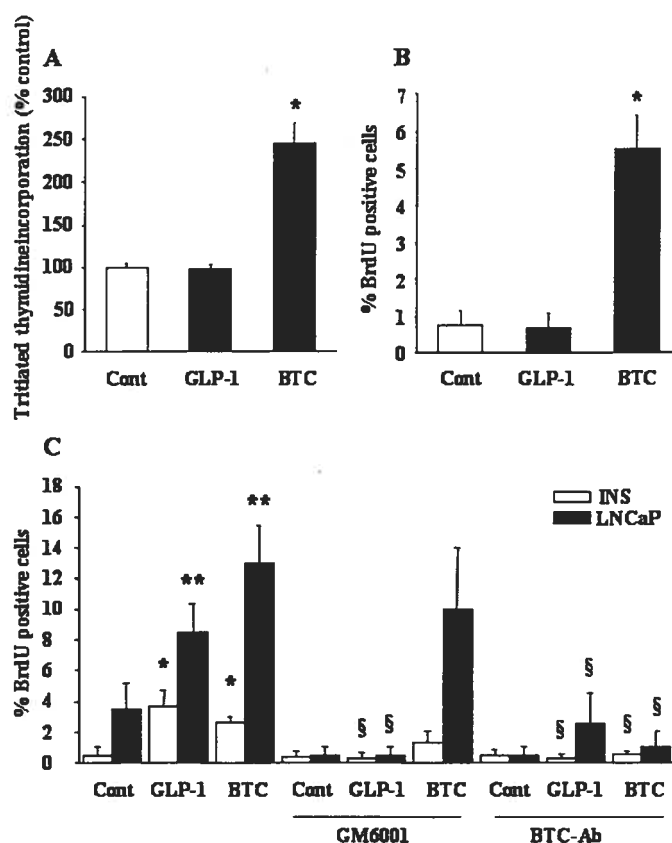 A
Tritiated thymidineincorporation (% control)
300
250
200
150
100
50
0
*
Cont GLP-1 BTC
B
% BrdU positive cells
7
6
5
4
3
2
1
0
*
Cont GLP-1 BTC
C
% BrdU positive cells
18
16
14
12
10
8
6
4
2
0
INS
LNCaP
* ** * **
§ § § § § §
Cont GLP-1 BTC Cont GLP-1 BTC Cont GLP-1 BTC
GM6001 BTC-Ab